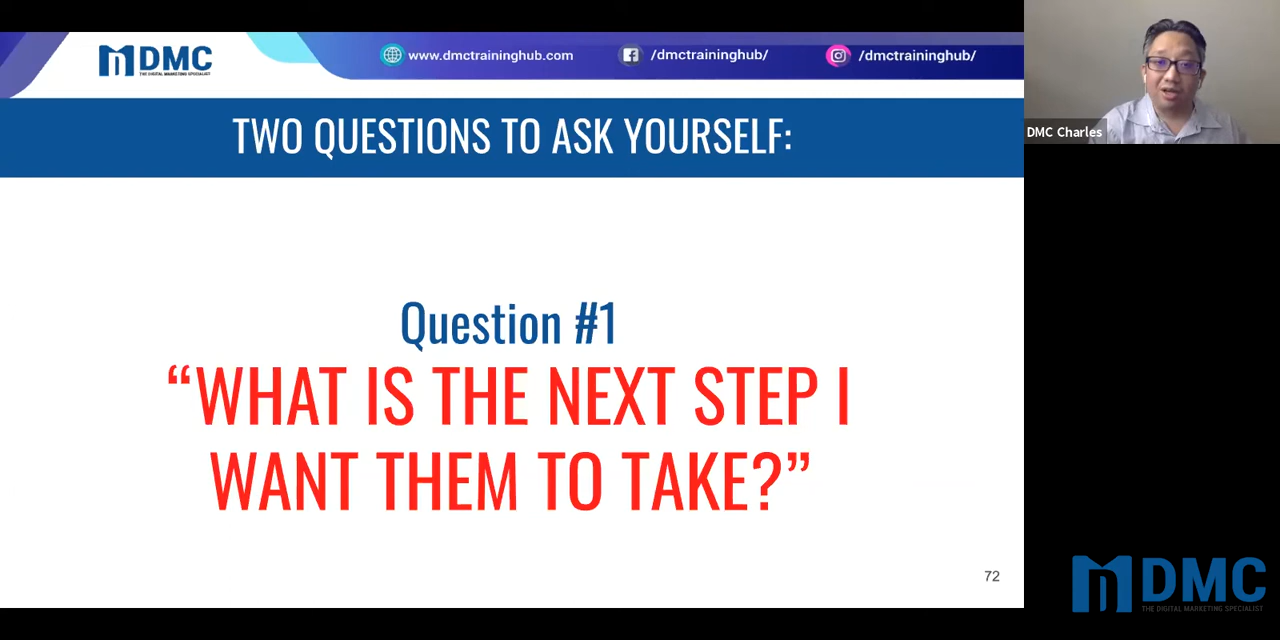 DMC
THE DIGITAL MARKETING SPECIALIST
www.dmctraininghub.com
/dmctraininghub/
/dmctraininghub/
DMC Charles
TWO QUESTIONS TO ASK YOURSELF:
Question #1
“WHAT IS THE NEXT STEP I
WANT THEM TO TAKE?”
72
DMC
THE DIGITAL MARKETING SPECIALIST